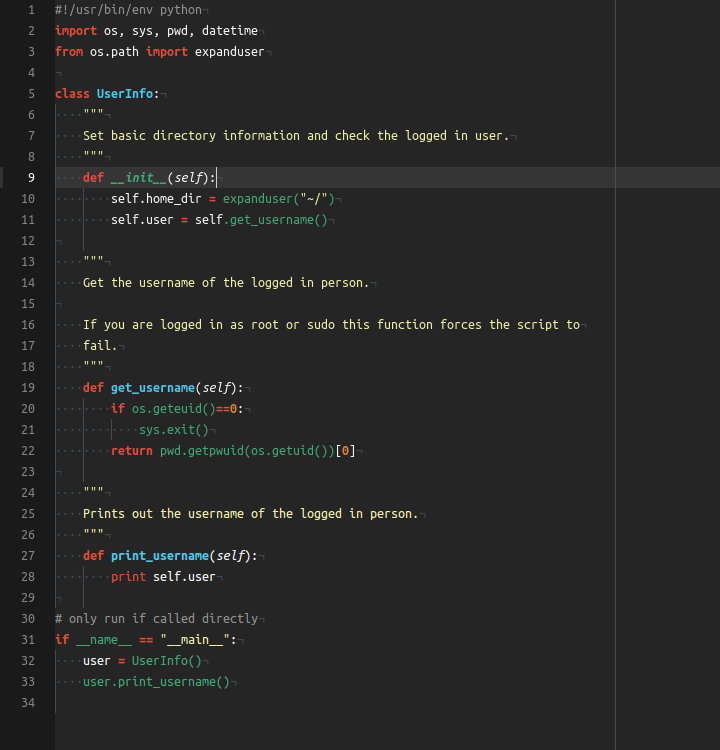 1 #!/usr/bin/env python
2 import os, sys, pwd, datetime
3 from os.path import expanduser
4
5 class UserInfo:
6     """
7     Set basic directory information and check the logged in user.
8     """
9     def __init__(self):
10         self.home_dir = expanduser("~/")
11         self.user = self.get_username()
12
13     """
14     Get the username of the logged in person.
15
16     If you are logged in as root or sudo this function forces the script to
17     fail.
18     """
19     def get_username(self):
20         if os.geteuid()==0:
21             sys.exit()
22         return pwd.getpwuid(os.getuid())[0]
23
24     """
25     Prints out the username of the logged in person.
26     """
27     def print_username(self):
28         print self.user
29
30 # only run if called directly
31 if __name__ == "__main__":
32     user = UserInfo()
33     user.print_username()
34